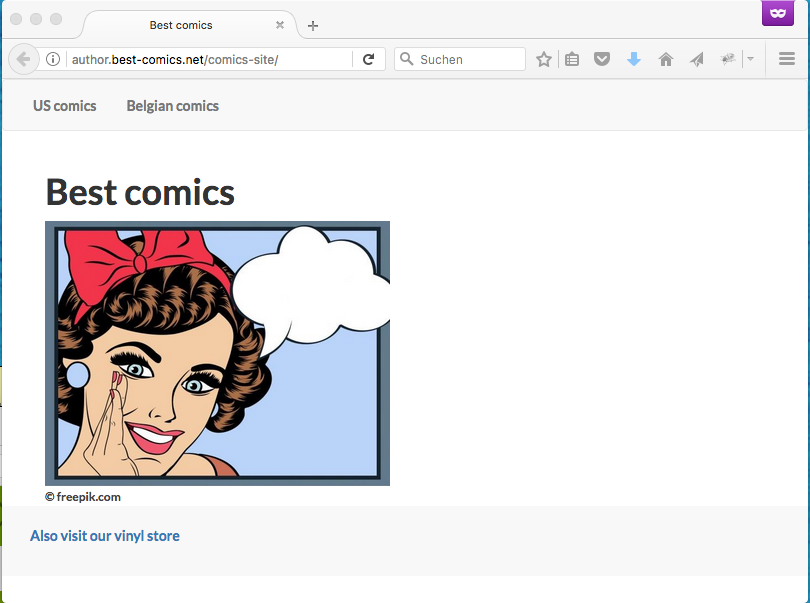 Best comics
author.best-comics.net/comics-site/
Suchen
US comics Belgian comics
Best comics
© freepik.com
Also visit our vinyl store